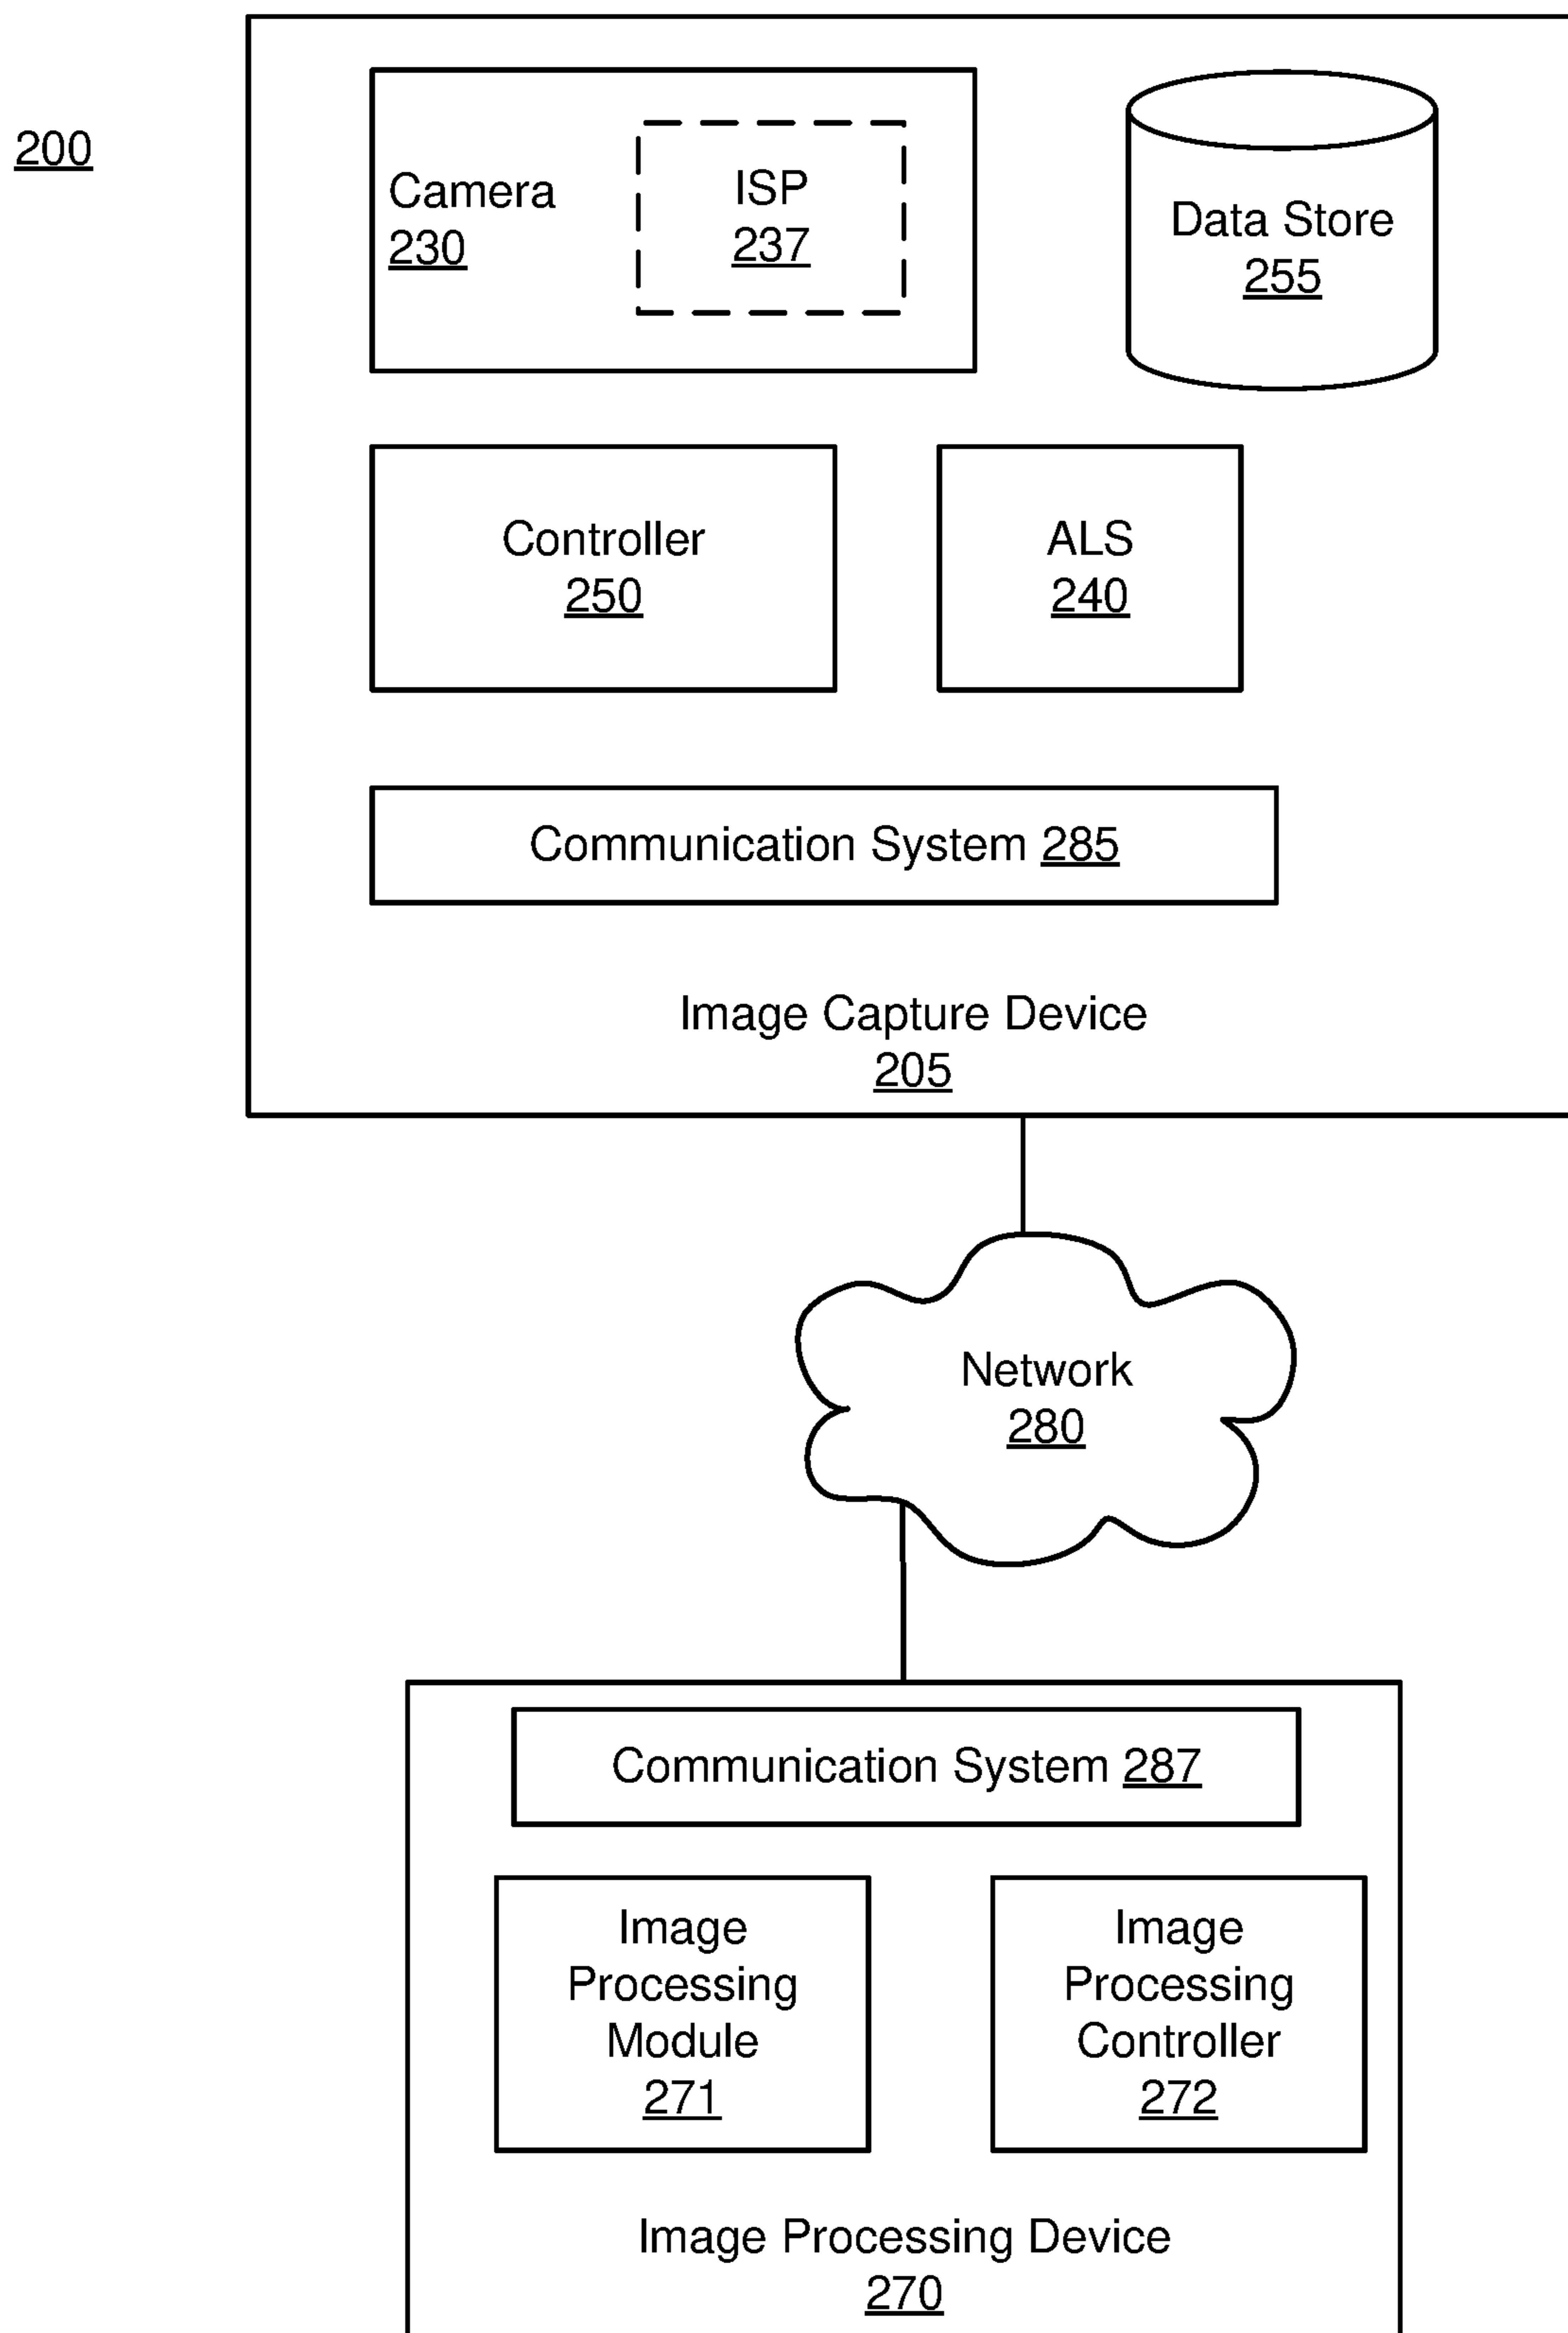 200
Camera
230
ISP
237
Data Store
255
Controller
250
ALS
240
Communication System 285
Image Capture Device
205
Network
280
Communication System 287
Image
Processing
Module
271
Image
Processing
Controller
272
Image Processing Device
270